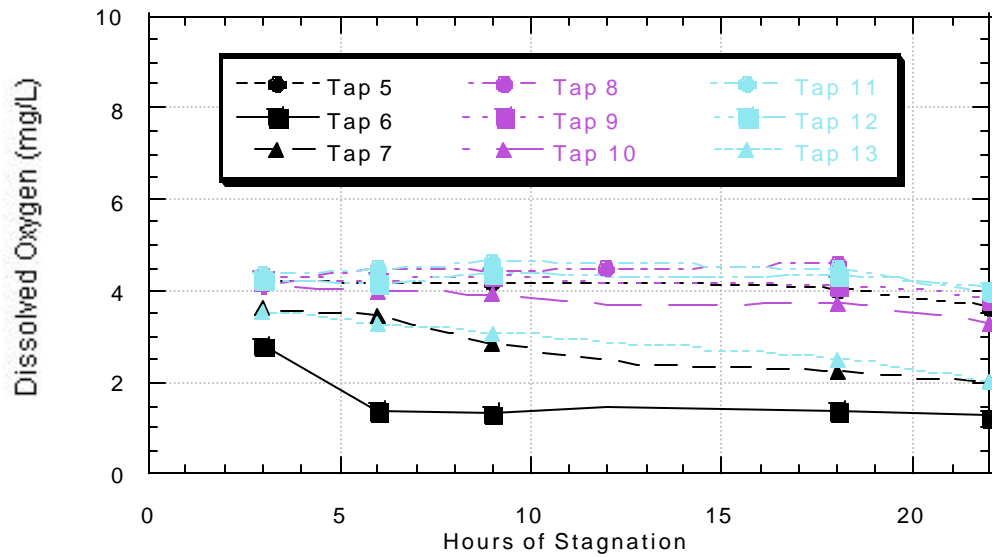 10
Tap 5 Tap 8 Tap 11
Tap 6 Tap 9 Tap 12
Tap 7 Tap 10 Tap 13
8
6
4
2
0
Dissolved Oxygen (mg/L)
0 5 10 15 20
Hours of Stagnation